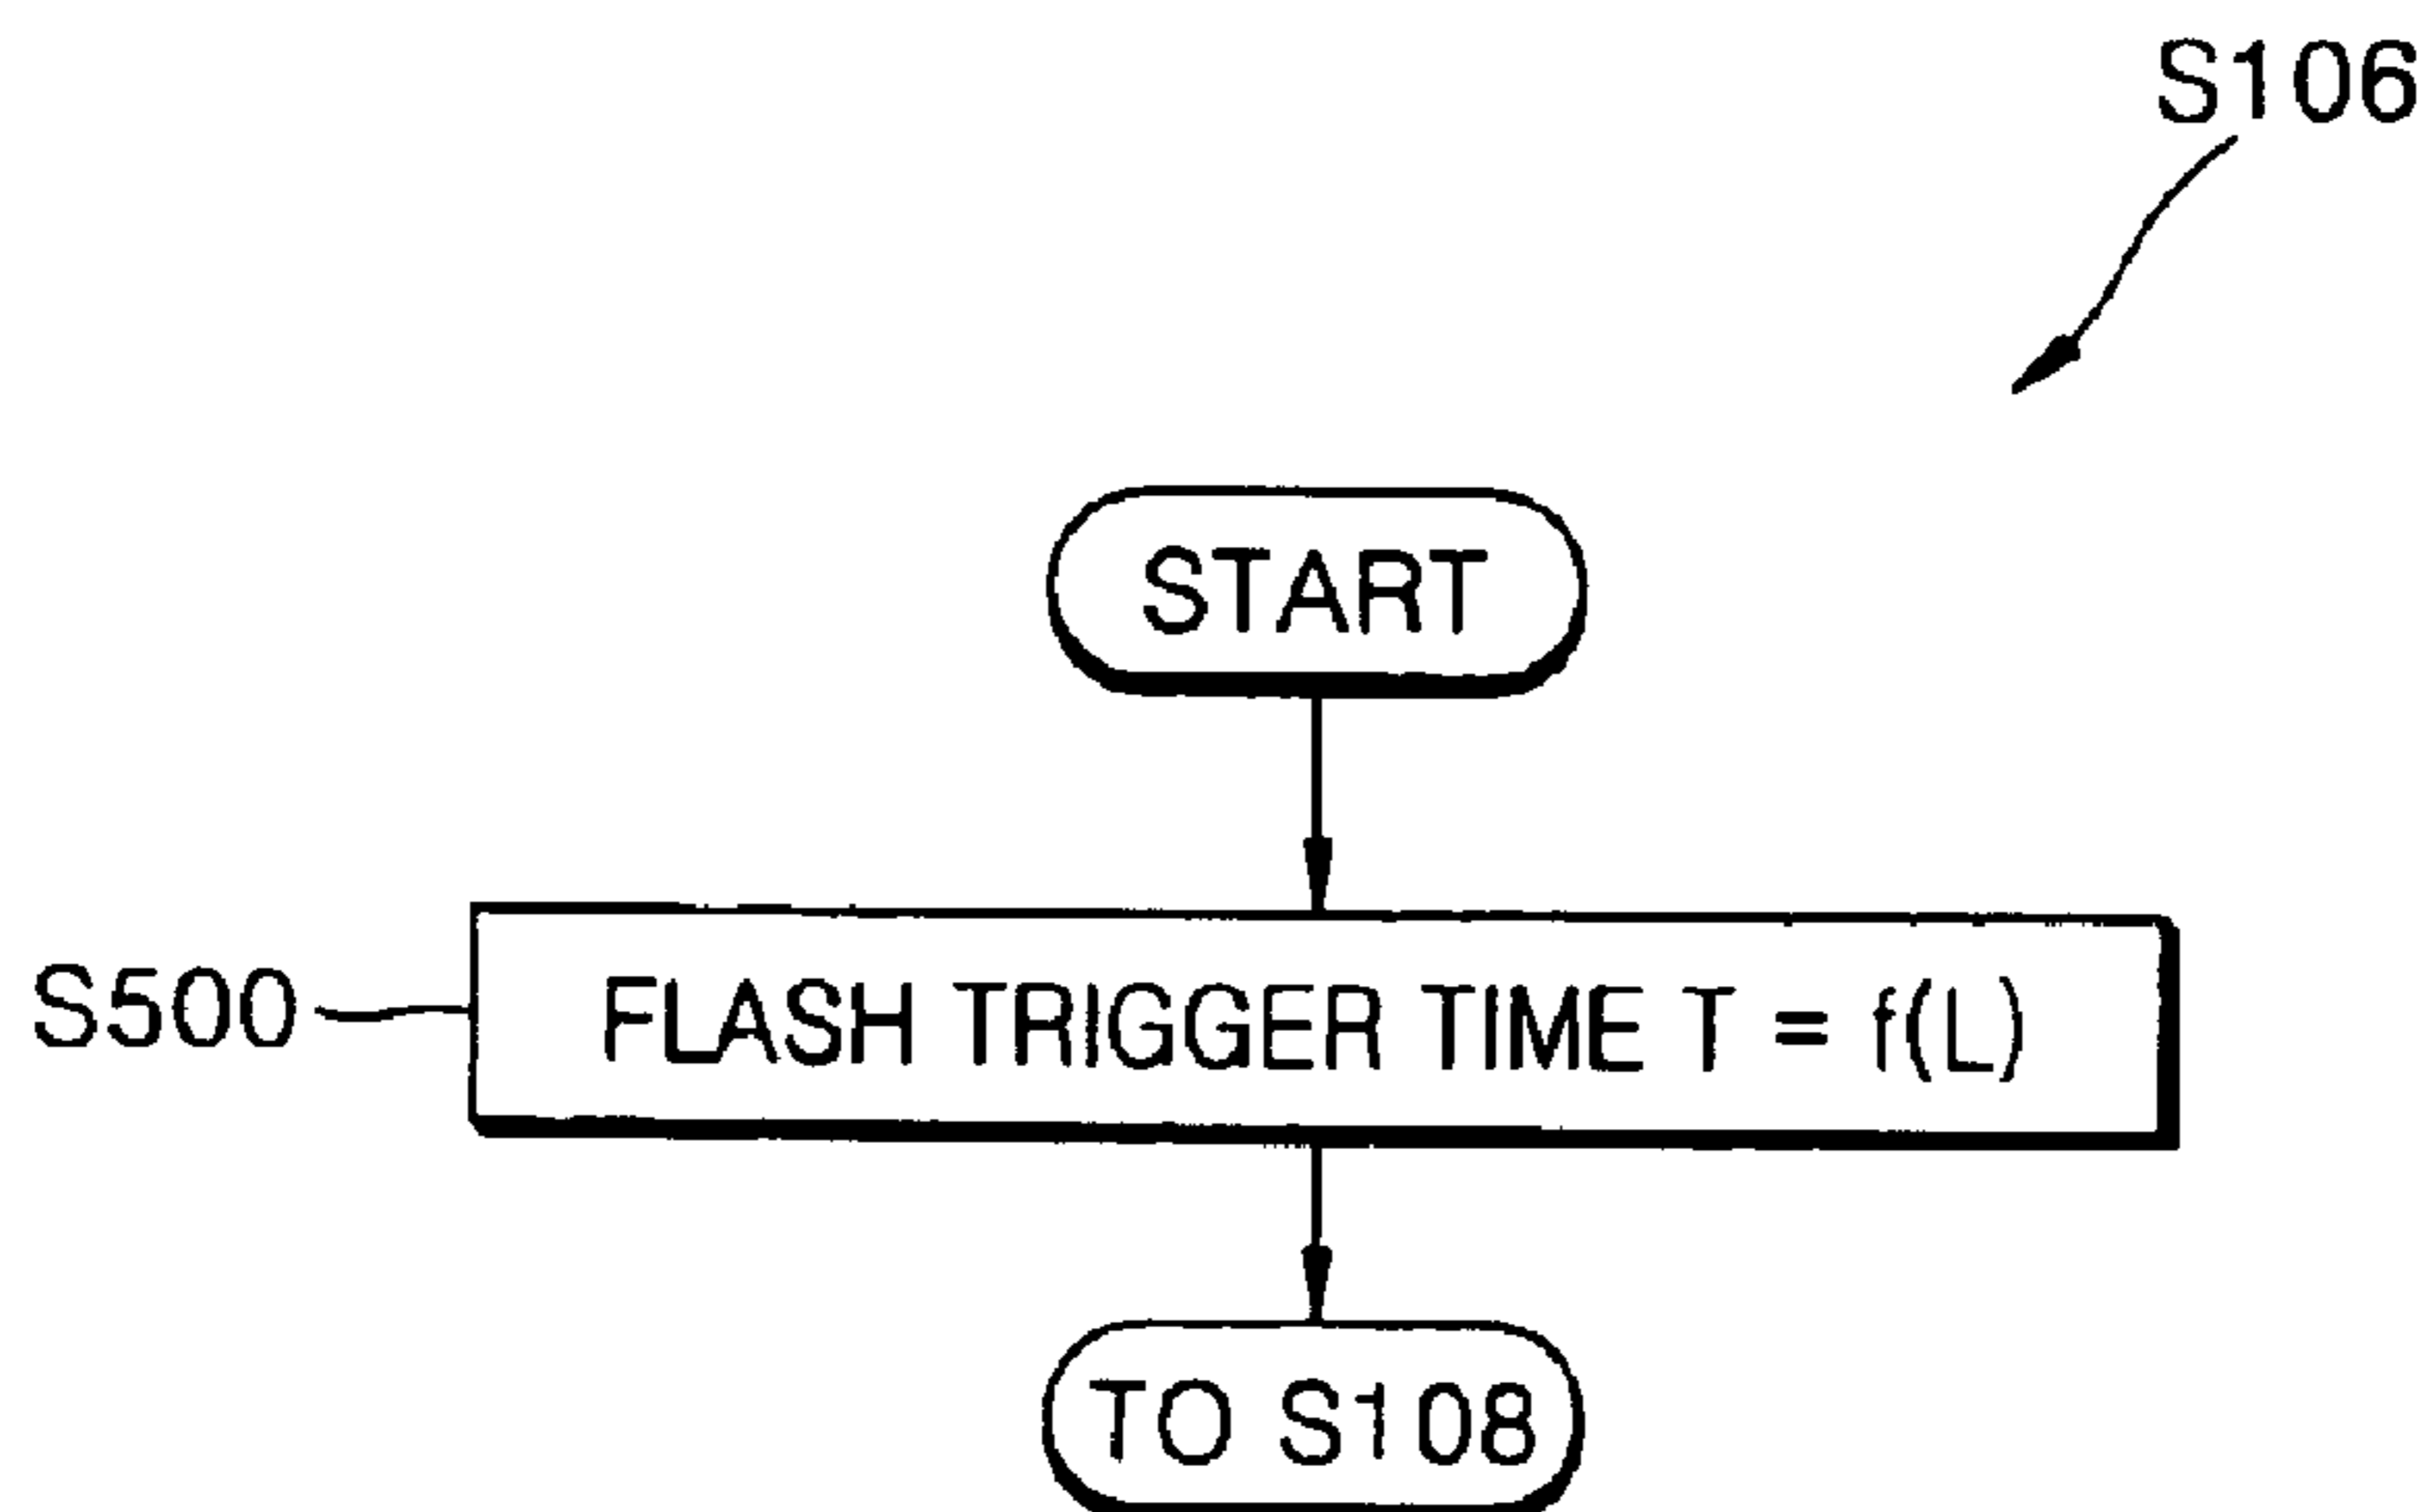 S106
START
S500
FLASH TRIGGER TIME T = f(L)
TO S108